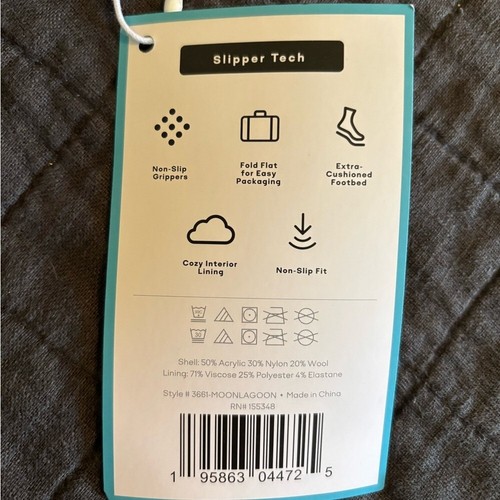 Slipper Tech
Non-Slip
Grippers
Fold Flat
for Easy
Packaging
Extra-
Cushioned
Footbed
Cozy Interior
Lining
Non-Slip Fit
30
Shell: 50% Acrylic 30% Nylon 20% Wool
Lining: 71% Viscose 25% Polyester 4% Elastane
Style # 3661-MOONLAGOON • Made in China
RN# 155348
1 95863 04472 5